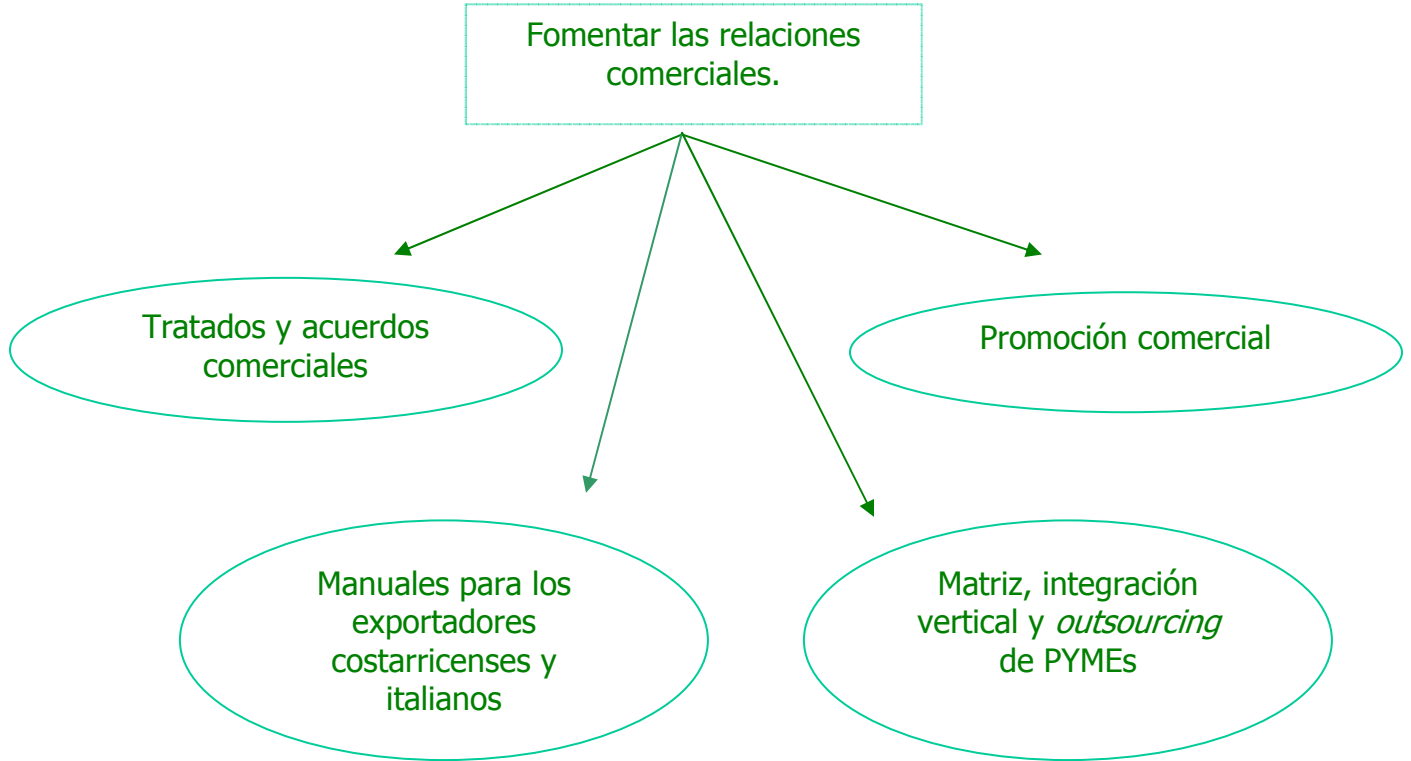 Fomentar las relaciones
comerciales.
Tratados y acuerdos
comerciales
Promoción comercial
Manuales para los
exportadores
costarricenses y
italianos
Matriz, integración
vertical y outsourcing
de PYMEs